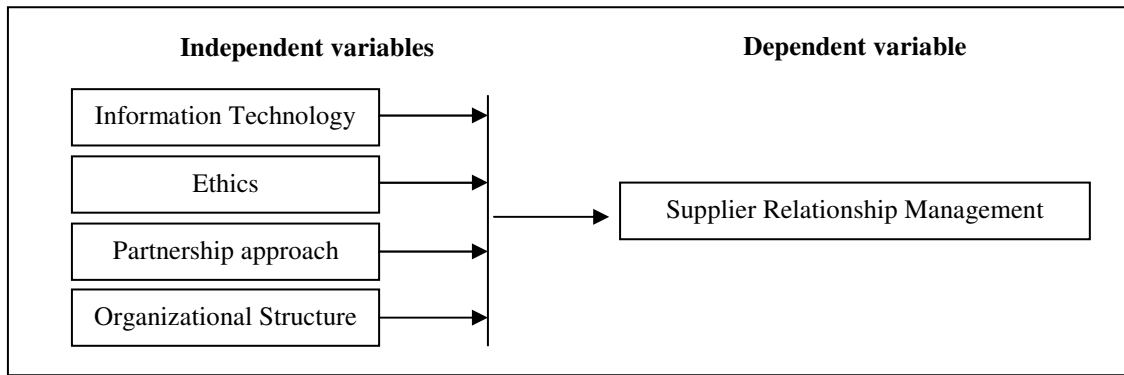 Independent variables
Dependent variable
Information Technology
Ethics
Partnership approach
Organizational Structure
Supplier Relationship Management